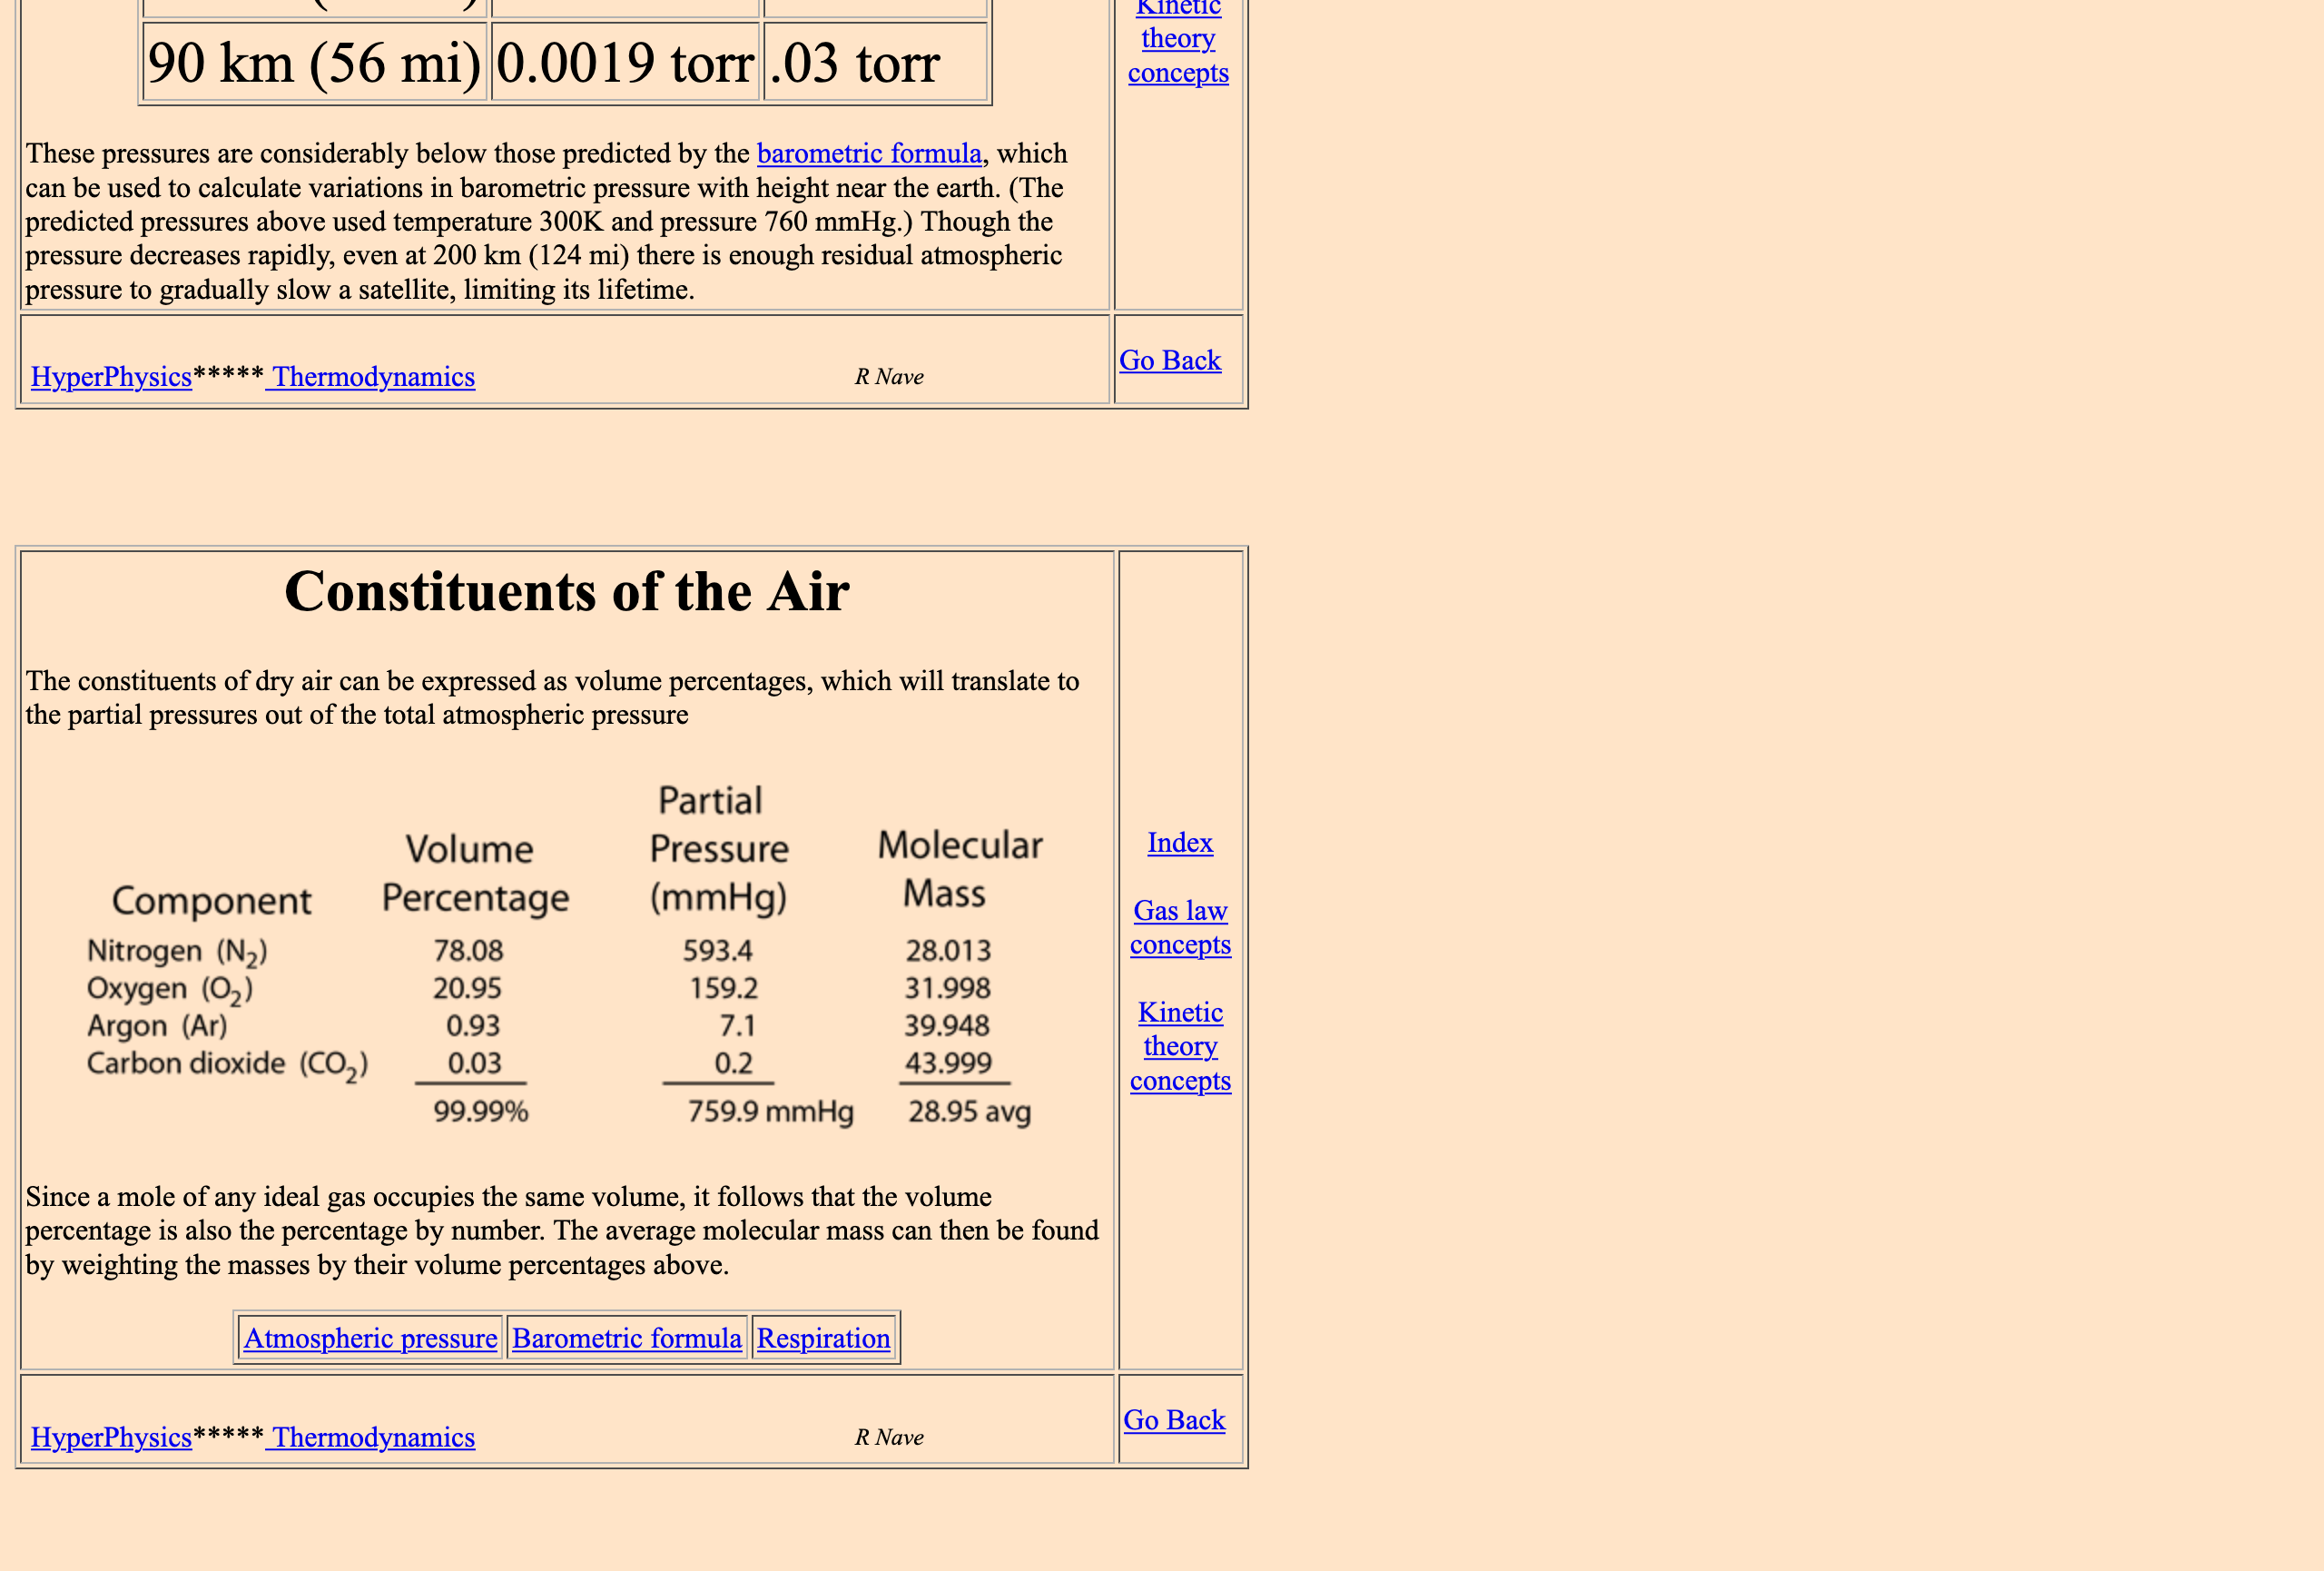 90 km (56 mi) 0.0019 torr .03 torr
Kinetic
theory
concepts
These pressures are considerably below those predicted by the barometric formula, which
can be used to calculate variations in barometric pressure with height near the earth. (The
predicted pressures above used temperature 300K and pressure 760 mmHg.) Though the
pressure decreases rapidly, even at 200 km (124 mi) there is enough residual atmospheric
pressure to gradually slow a satellite, limiting its lifetime.
HyperPhysics***** Thermodynamics R Nave
Go Back
Constituents of the Air
The constituents of dry air can be expressed as volume percentages, which will translate to
the partial pressures out of the total atmospheric pressure
Component Volume Percentage Partial Pressure (mmHg) Molecular Mass
Nitrogen (N₂) 78.08 593.4 28.013
Oxygen (O₂) 20.95 159.2 31.998
Argon (Ar) 0.93 7.1 39.948
Carbon dioxide (CO₂) 0.03 0.2 43.999
99.99% 759.9 mmHg 28.95 avg
Since a mole of any ideal gas occupies the same volume, it follows that the volume
percentage is also the percentage by number. The average molecular mass can then be found
by weighting the masses by their volume percentages above.
Atmospheric pressure Barometric formula Respiration
Index
Gas law
concepts
Kinetic
theory
concepts
HyperPhysics***** Thermodynamics R Nave
Go Back